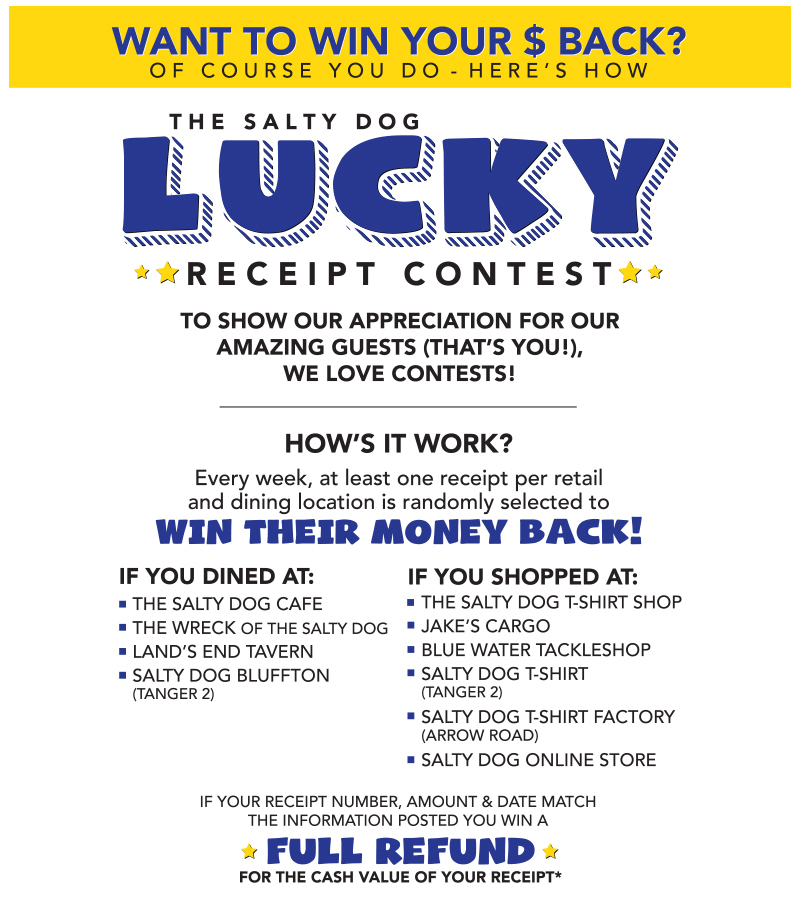 WANT TO WIN YOUR $ BACK?
OF COURSE YOU DO - HERE'S HOW
THE SALTY DOG
LUCKY
RECEIPT CONTEST
TO SHOW OUR APPRECIATION FOR OUR
AMAZING GUESTS (THAT'S YOU!),
WE LOVE CONTESTS!
HOW'S IT WORK?
Every week, at least one receipt per retail
and dining location is randomly selected to
WIN THEIR MONEY BACK!
IF YOU DINED AT:
THE SALTY DOG CAFE
THE WRECK OF THE SALTY DOG
LAND'S END TAVERN
SALTY DOG BLUFFTON
(TANGER 2)
IF YOU SHOPPED AT:
THE SALTY DOG T-SHIRT SHOP
JAKE'S CARGO
BLUE WATER TACKLESHOP
SALTY DOG T-SHIRT
(TANGER 2)
SALTY DOG T-SHIRT FACTORY
(ARROW ROAD)
SALTY DOG ONLINE STORE
IF YOUR RECEIPT NUMBER, AMOUNT & DATE MATCH
THE INFORMATION POSTED YOU WIN A
FULL REFUND
FOR THE CASH VALUE OF YOUR RECEIPT*